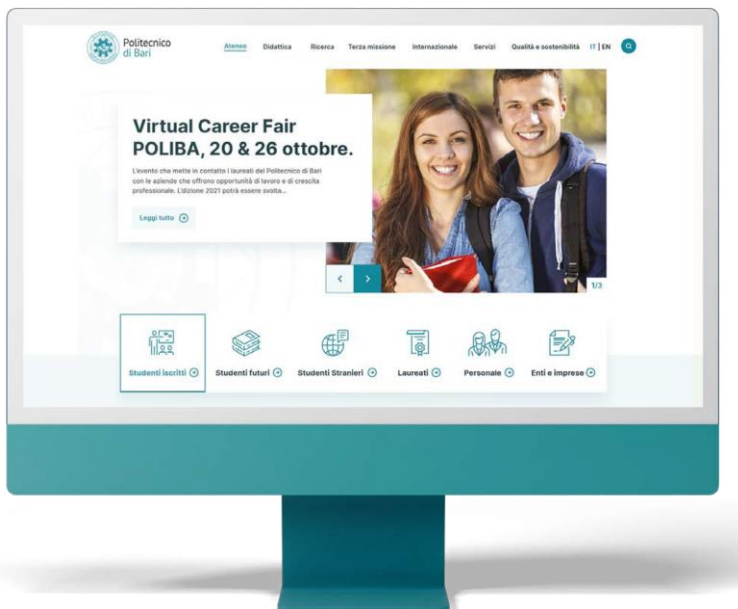 Politecnico
di Bari
Ateneo Didattica Ricerca Terza missione Internazionale Servizi Qualità e sostenibilità IT | EN
Virtual Career Fair
POLIBA, 20 & 26 ottobre.
L'evento che mette in contatto i laureati del Politecnico di Bari
con le aziende che offrono opportunità di lavoro e di crescita
professionale. L'dizione 2021 potrà essere svolta...
Leggi tutto
1/3
Studenti iscritti Studenti futuri Studenti Stranieri Laureati Personale Enti e imprese